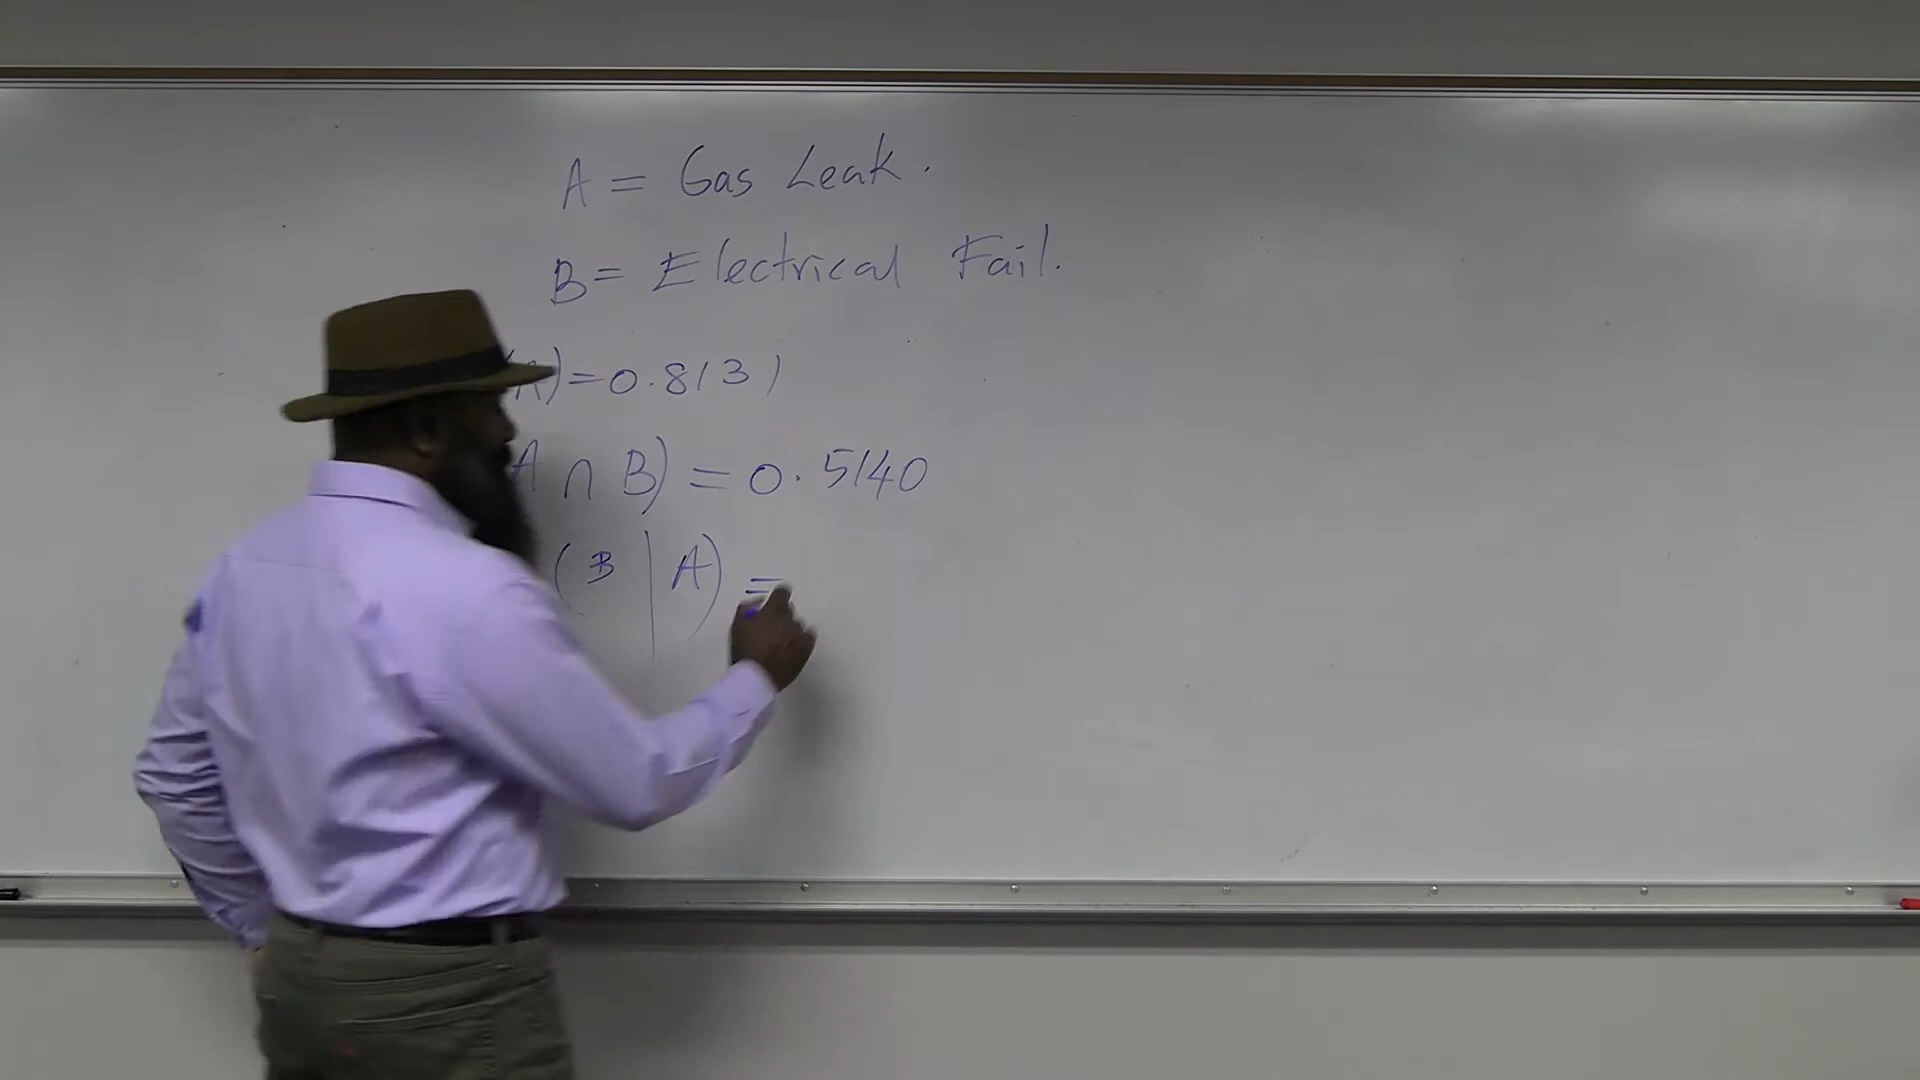 A = Gas Leak.
B = Electrical Fail.
(A) = 0.8131
A ∩ B) = 0.5140
(B | A) =